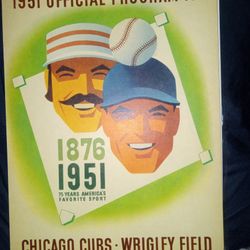 1951 OFFICIAL PROGRAM
1876
1951
75 YEARS AMERICA'S
FAVORITE SPORT
CHICAGO CUBS · WRIGLEY FIELD